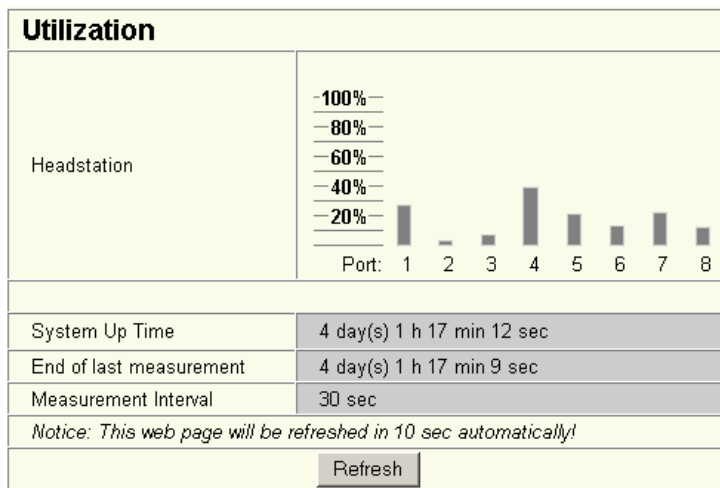 Utilization
Headstation
100%
80%
60%
40%
20%
Port: 1 2 3 4 5 6 7 8
System Up Time 4 day(s) 1 h 17 min 12 sec
End of last measurement 4 day(s) 1 h 17 min 9 sec
Measurement Interval 30 sec
Notice: This web page will be refreshed in 10 sec automatically!
Refresh